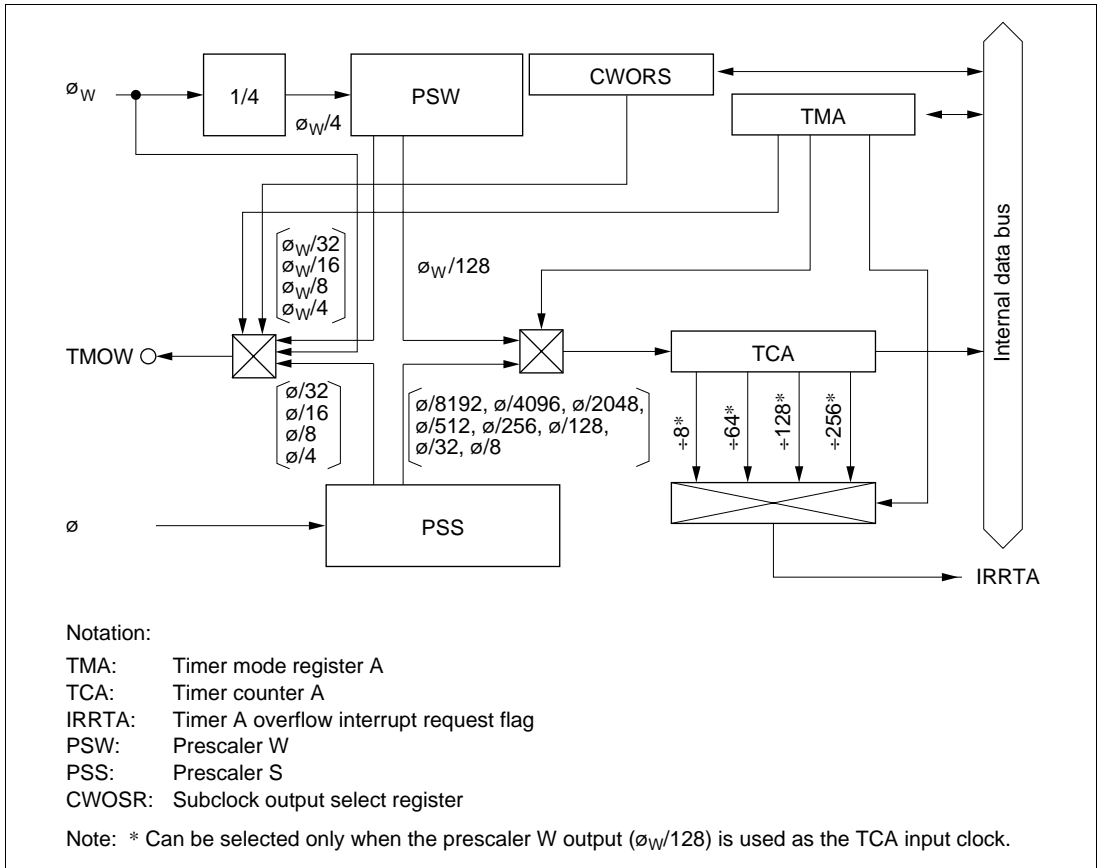 øW
1/4
øW/4
PSW
CWORS
TMA
Internal data bus
øW/32
øW/16
øW/8
øW/4
øW/128
TMOW
TCA
ø/32
ø/16
ø/8
ø/4
ø/8192, ø/4096, ø/2048,
ø/512, ø/256, ø/128,
ø/32, ø/8
÷8*
÷64*
÷128*
÷256*
ø
PSS
IRRTA
Notation:
TMA: Timer mode register A
TCA: Timer counter A
IRRTA: Timer A overflow interrupt request flag
PSW: Prescaler W
PSS: Prescaler S
CWOSR: Subclock output select register
Note: * Can be selected only when the prescaler W output (øW/128) is used as the TCA input clock.